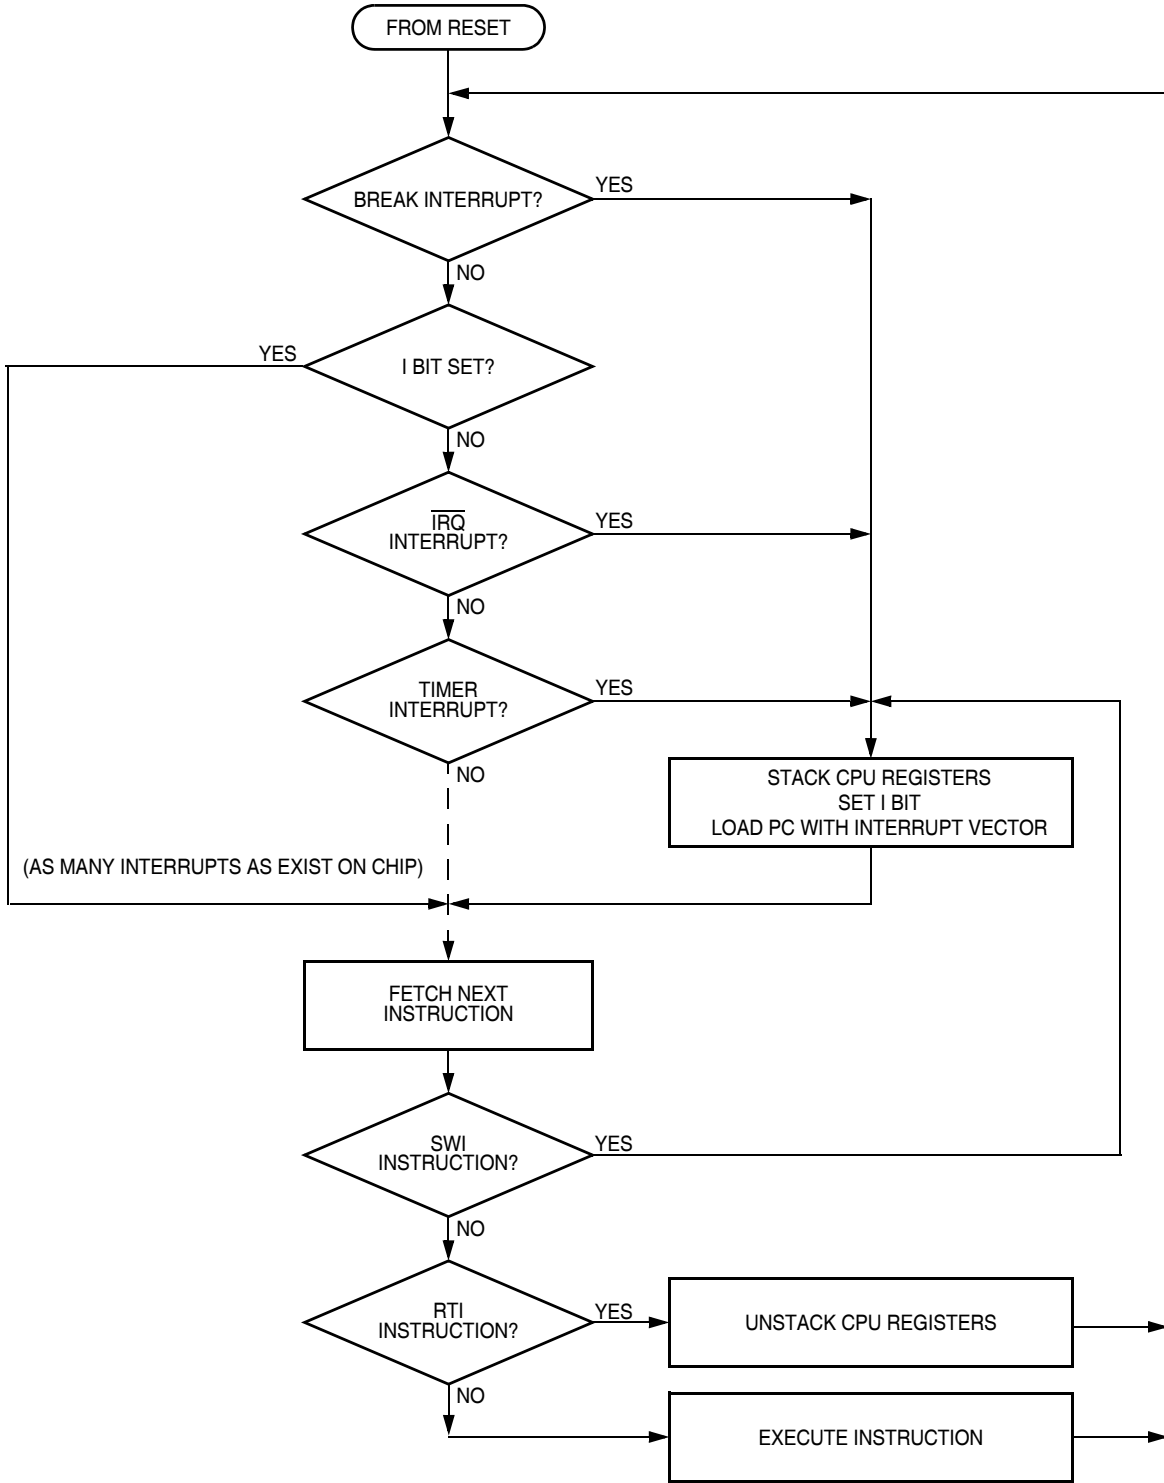 FROM RESET
BREAK INTERRUPT?
YES
NO
I BIT SET?
YES
NO
IRQ
INTERRUPT?
YES
NO
TIMER
INTERRUPT?
YES
NO
STACK CPU REGISTERS
SET I BIT
LOAD PC WITH INTERRUPT VECTOR
(AS MANY INTERRUPTS AS EXIST ON CHIP)
FETCH NEXT
INSTRUCTION
SWI
INSTRUCTION?
YES
NO
RTI
INSTRUCTION?
YES
UNSTACK CPU REGISTERS
NO
EXECUTE INSTRUCTION